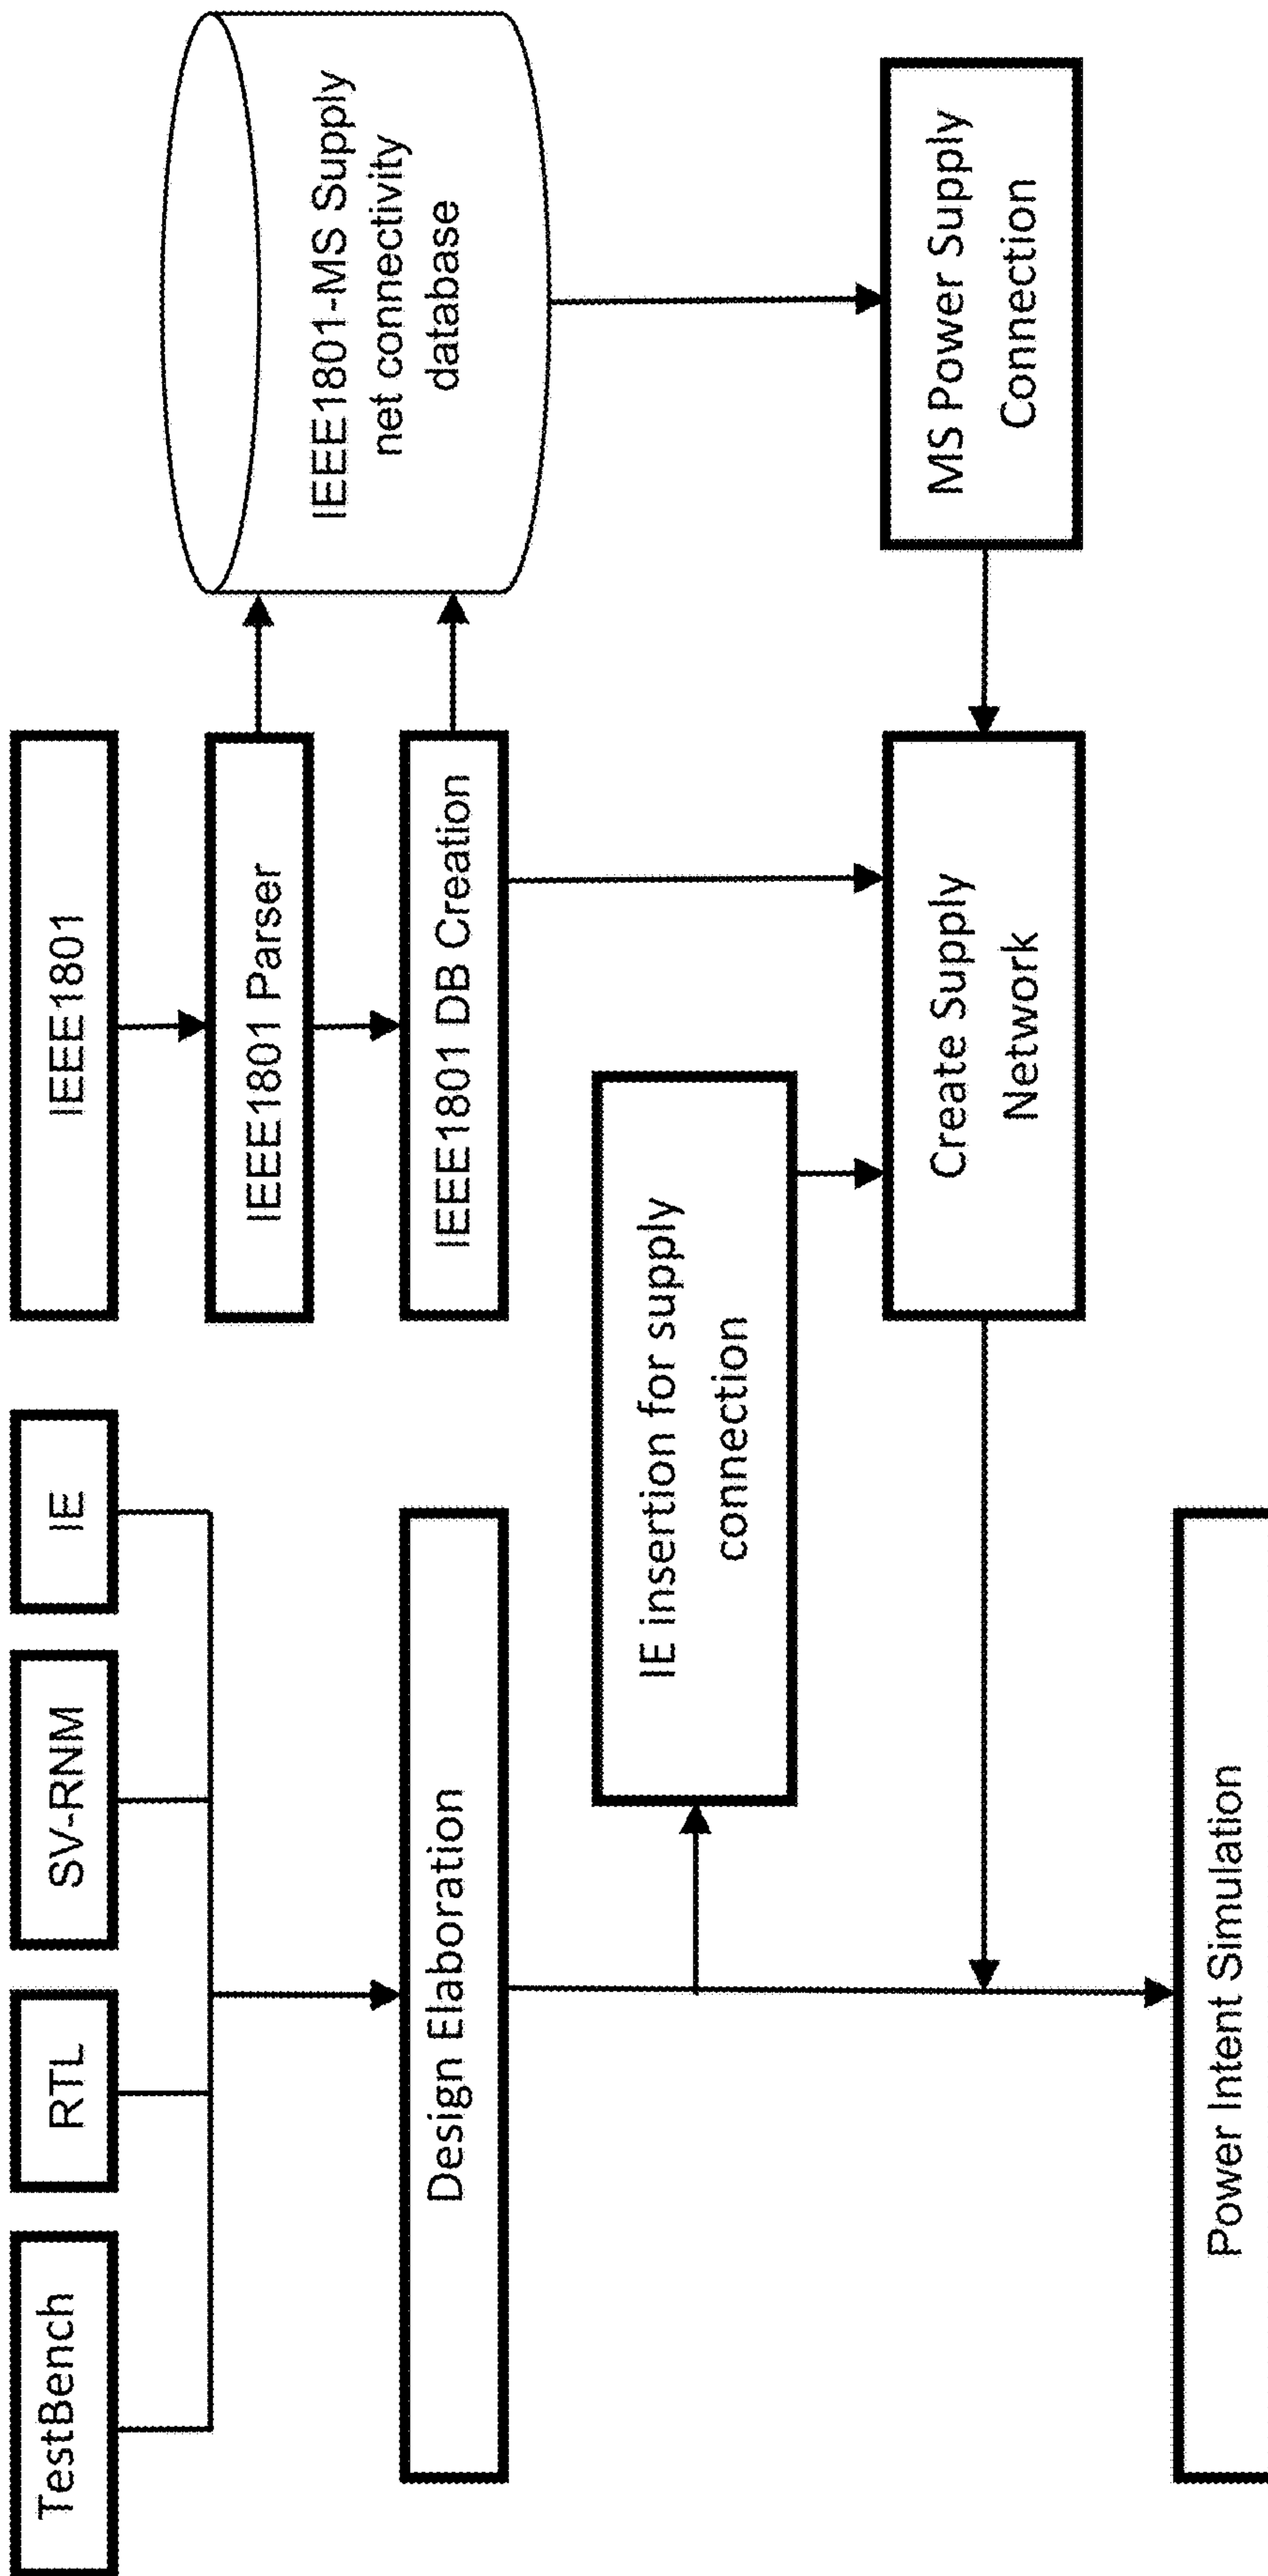 TestBench
RTL
SV-RNM
IE
IEEE1801
IEEE1801 Parser
IEEE1801-MS Supply
net connectivity
database
Design Elaboration
IEEE1801 DB Creation
IE insertion for supply
connection
Create Supply
Network
MS Power Supply
Connection
Power Intent Simulation